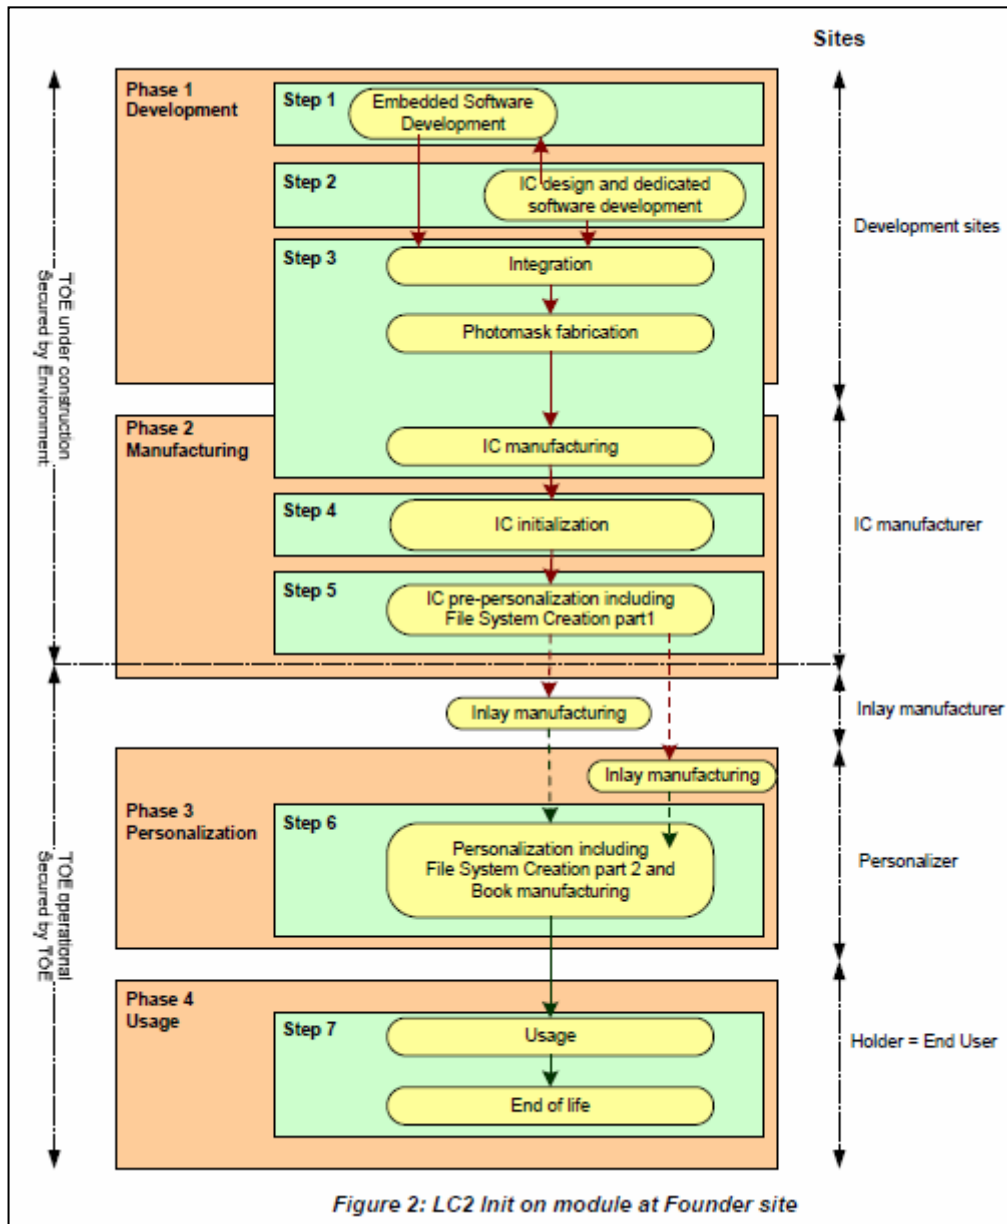 Sites
Phase 1
Development
Step 1
Embedded Software
Development
Step 2
IC design and dedicated
software development
Development sites
Step 3
Integration
Photomask fabrication
TOE under construction
Secured by Environment
Phase 2
Manufacturing
IC manufacturing
Step 4
IC initialization
IC manufacturer
Step 5
IC pre-personalization including
File System Creation part1
Inlay manufacturing
Inlay manufacturer
Inlay manufacturing
Phase 3
Personalization
Step 6
Personalization including
File System Creation part 2 and
Book manufacturing
Personalizer
TOE operational
Secured by TOE
Phase 4
Usage
Step 7
Usage
Holder = End User
End of life
Figure 2: LC2 Init on module at Founder site